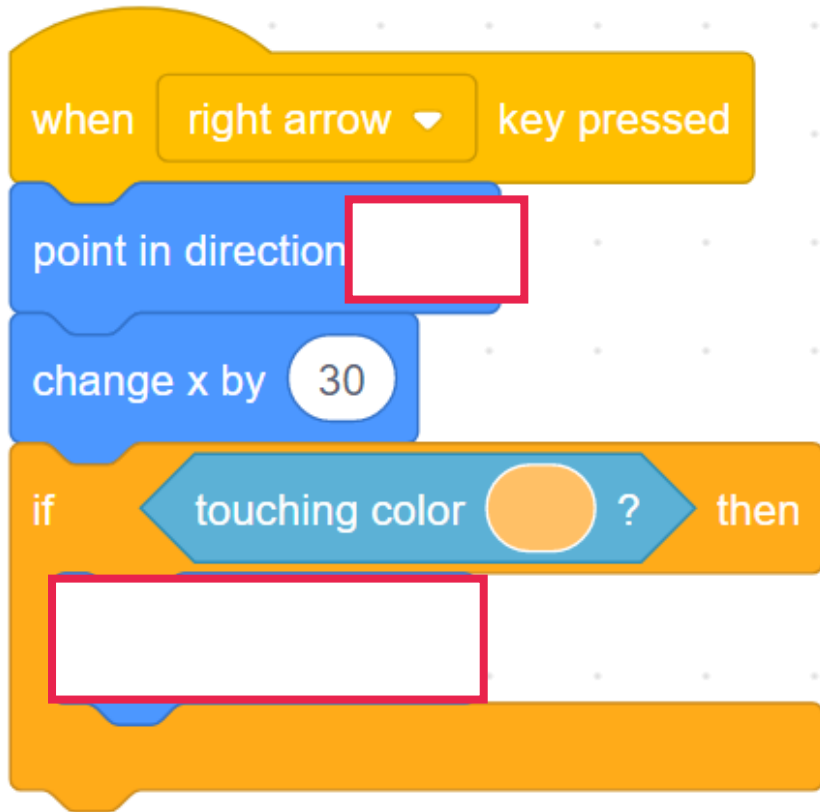 when right arrow key pressed
point in direction
change x by 30
if touching color ? then